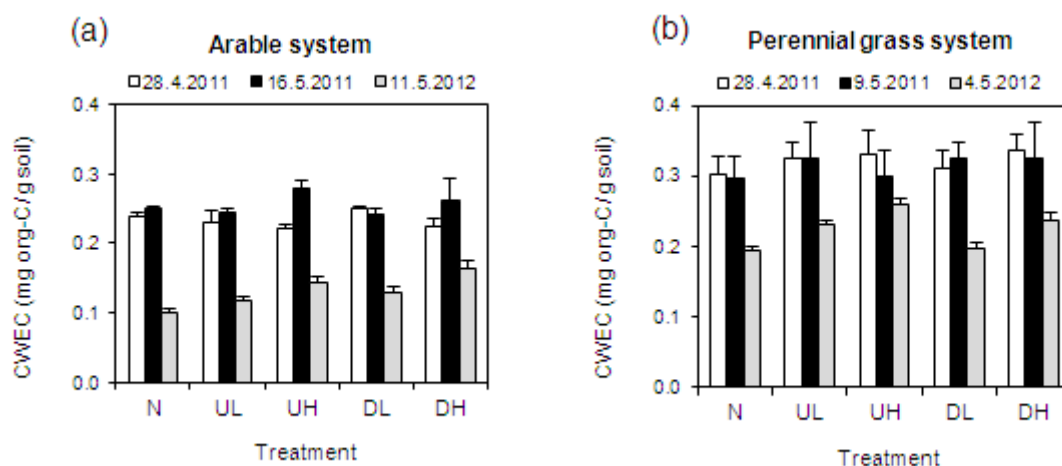 (a)
Arable system
28.4.2011 16.5.2011 11.5.2012
CWEC (mg org-C / g soil)
0.4
0.3
0.2
0.1
0.0
N UL UH DL DH
Treatment
(b)
Perennial grass system
28.4.2011 9.5.2011 4.5.2012
CWEC (mg org-C / g soil)
0.4
0.3
0.2
0.1
0.0
N UL UH DL DH
Treatment